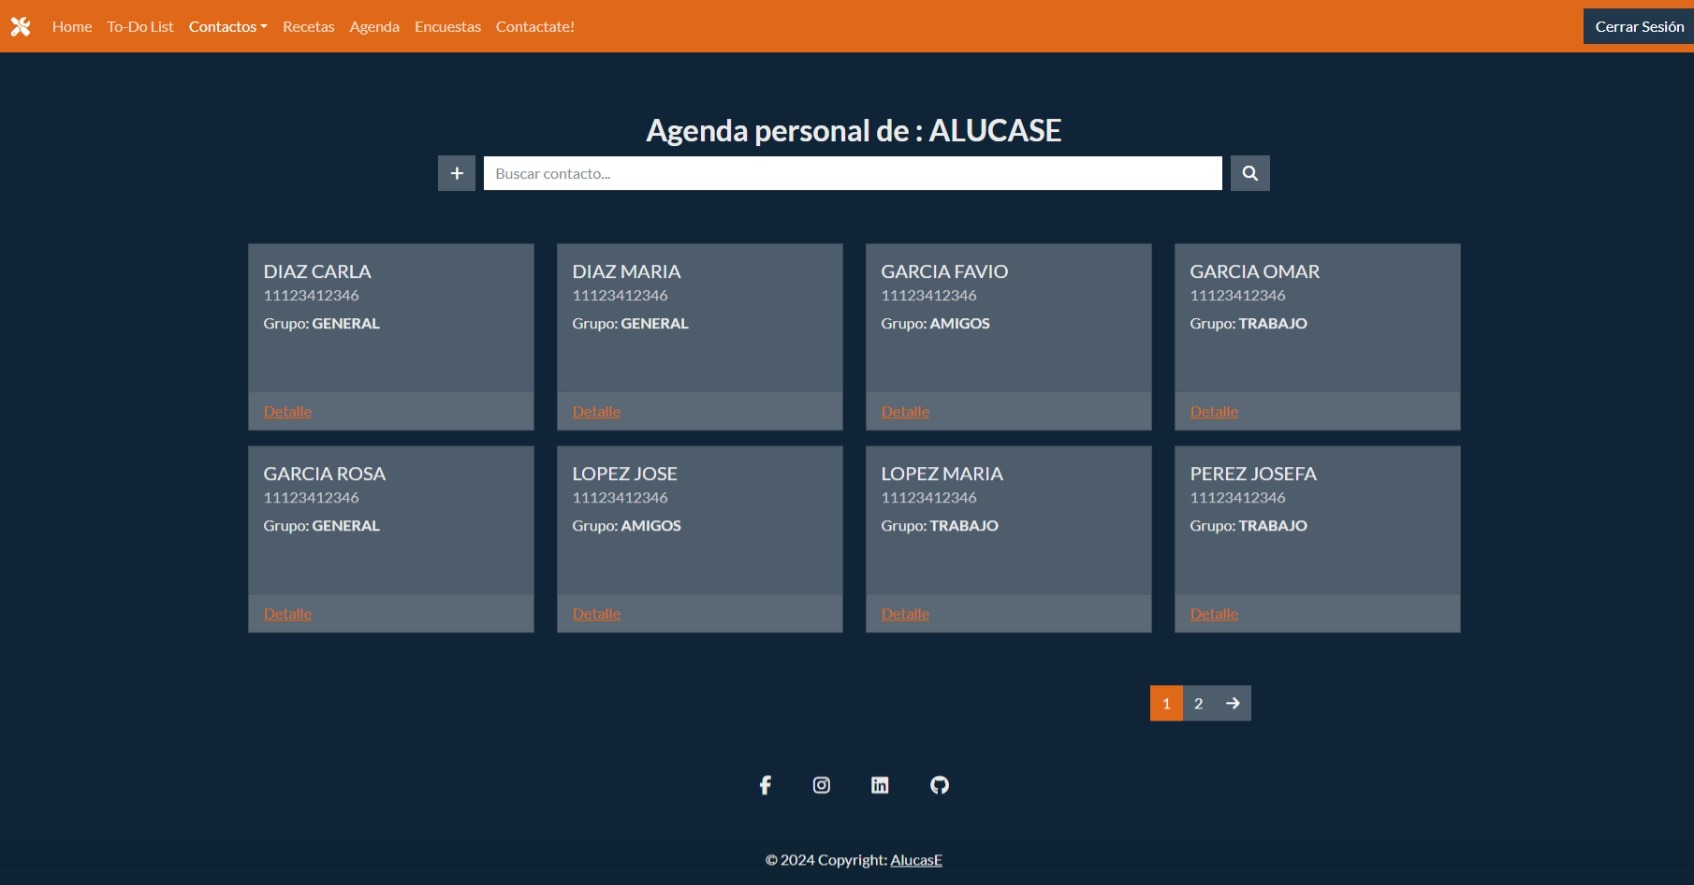 Home To-Do List Contactos Recetas Agenda Encuestas Contactate! Cerrar Sesión
Agenda personal de : ALUCASE
+ Buscar contacto...
DIAZ CARLA
11123412346
Grupo: GENERAL
Detalle
DIAZ MARIA
11123412346
Grupo: GENERAL
Detalle
GARCIA FAVIO
11123412346
Grupo: AMIGOS
Detalle
GARCIA OMAR
11123412346
Grupo: TRABAJO
Detalle
GARCIA ROSA
11123412346
Grupo: GENERAL
Detalle
LOPEZ JOSE
11123412346
Grupo: AMIGOS
Detalle
LOPEZ MARIA
11123412346
Grupo: TRABAJO
Detalle
PEREZ JOSEFA
11123412346
Grupo: TRABAJO
Detalle
1 2 →
© 2024 Copyright: AlucasE